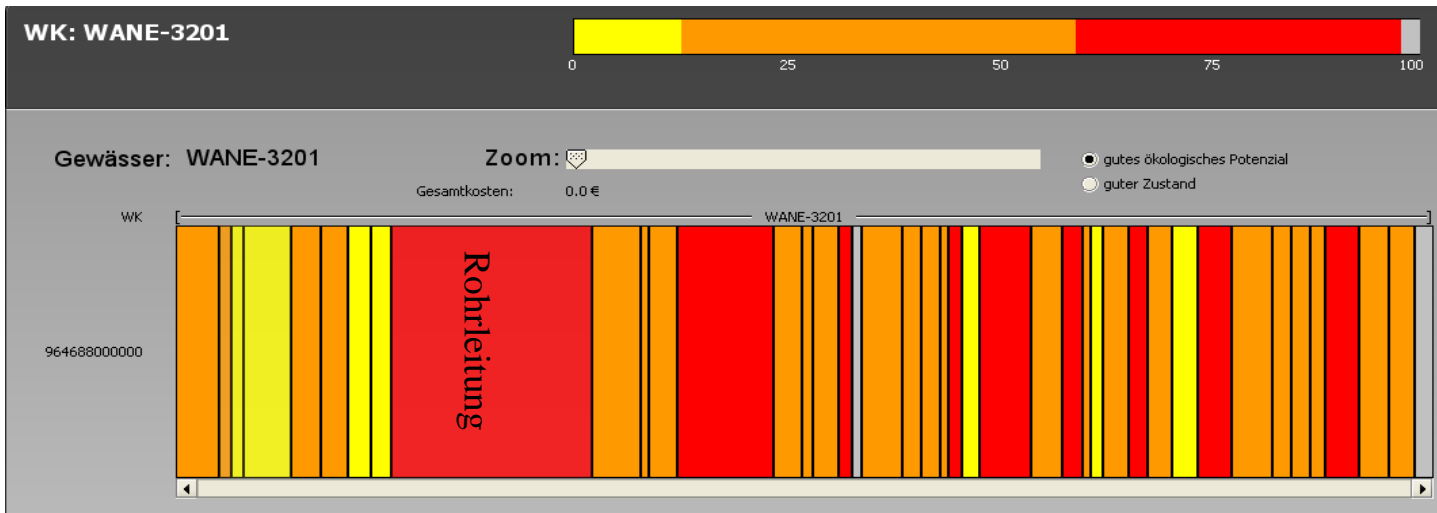 WK: WANE-3201
0 25 50 75 100
Gewässer: WANE-3201 Zoom:
gutes ökologisches Potenzial
guter Zustand
Gesamtkosten: 0.0 €
WK [ WANE-3201 ]
Rohrleitung
964688000000